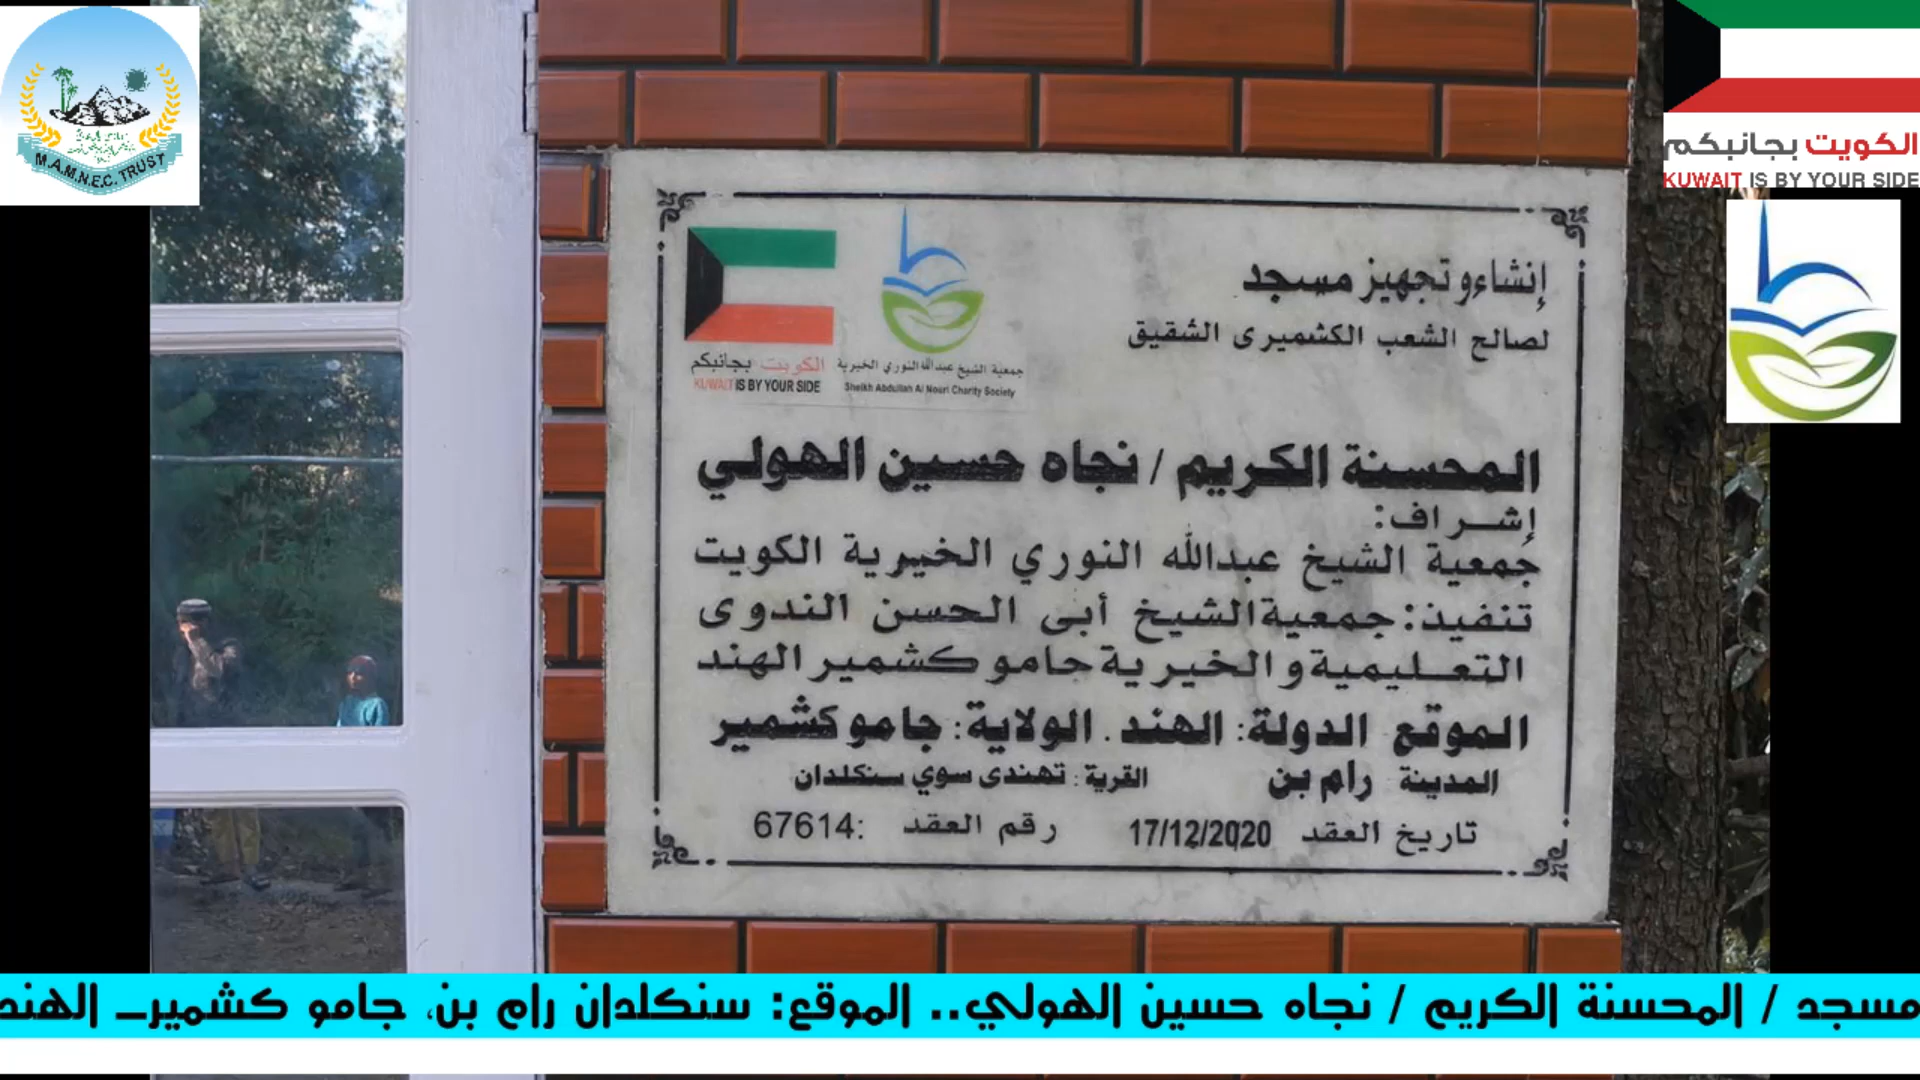 M.A.M.N.E.C. TRUST
الكويت بجانبكم
KUWAIT IS BY YOUR SIDE
إنشاء و تجهيز مسجد
لصالح الشعب الكشميرى الشقيق
الكويت بجانبكم
KUWAIT IS BY YOUR SIDE
جمعية الشيخ عبدالله النوري الخيرية
Sheikh Abdullah Al Nouri Charity Society
المحسنة الكريم / نجاه حسين الهولي
إشراف:
جمعية الشيخ عبدالله النوري الخيرية الكويت
تنفيذ: جمعية الشيخ أبى الحسن الندوى
التعليمية و الخيرية جامو كشمير الهند
الموقع الدولة: الهند. الولاية: جامو كشمير
المدينة رام بن القرية: تهندى سوي سنكلدان
تاريخ العقد 17/12/2020 رقم العقد :67614
مسجد / المحسنة الكريم / نجاه حسين الهولي.. الموقع: سنكلدان رام بن، جامو كشمير_ الهند